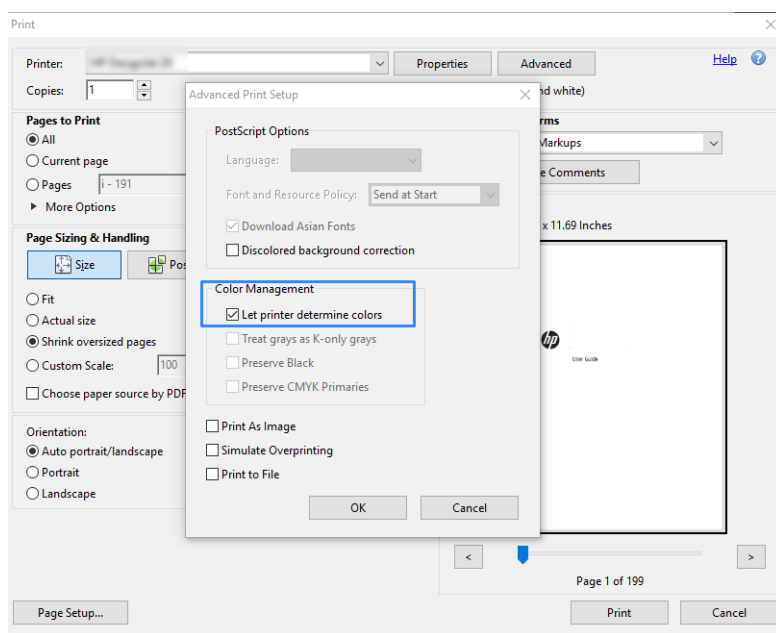 Print
Printer:
Properties
Advanced
Help
Copies:
1
nd white)
Advanced Print Setup
Pages to Print
All
Current page
Pages
i - 191
More Options
PostScript Options
Language:
Font and Resource Policy:
Send at Start
Download Asian Fonts
Discolored background correction
rms
Markups
e Comments
x 11.69 Inches
Page Sizing & Handling
Size
Pos
Fit
Actual size
Shrink oversized pages
Custom Scale:
100
Choose paper source by PDF
Color Management
Let printer determine colors
Treat grays as K-only grays
Preserve Black
Preserve CMYK Primaries
hp
User Guide
Orientation:
Auto portrait/landscape
Portrait
Landscape
Print As Image
Simulate Overprinting
Print to File
OK
Cancel
<
>
Page 1 of 199
Page Setup...
Print
Cancel